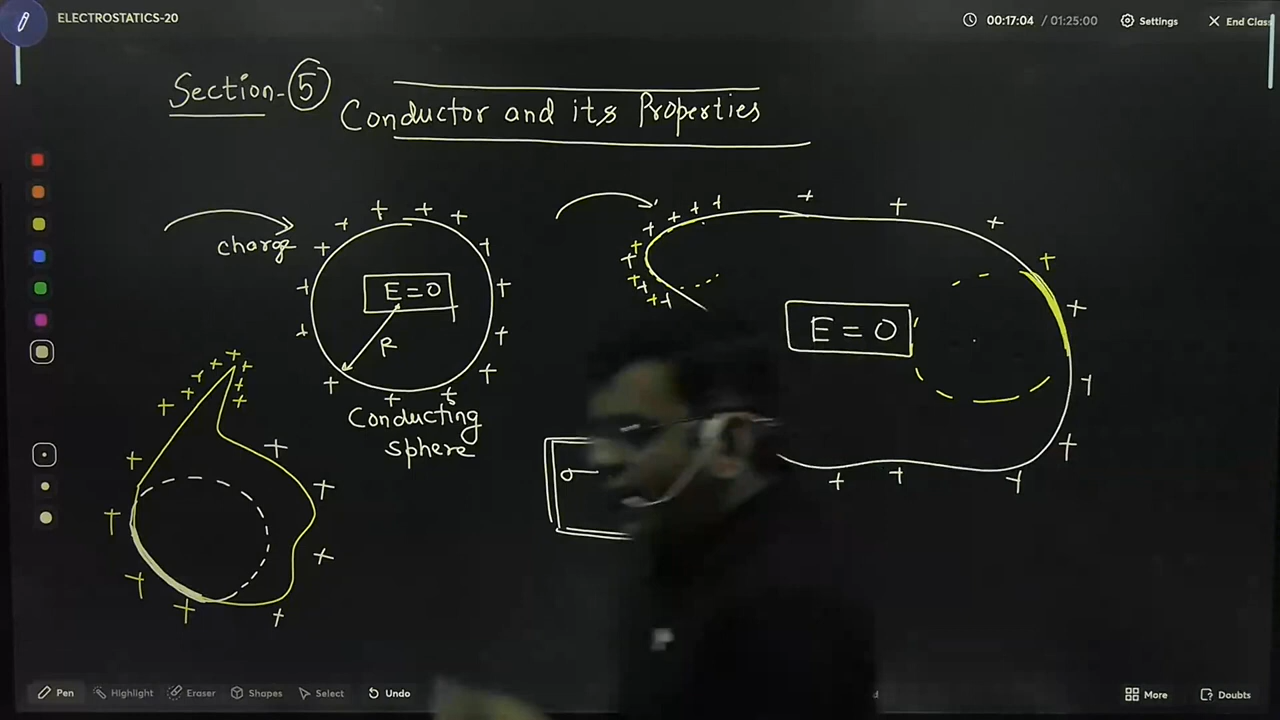 ELECTROSTATICS-20
00:17:04 / 01:25:00
Settings
End Class
Section-5
Conductor and its Properties
charge
E=0
R
Conducting
sphere
E = 0
σ
Pen
Highlight
Eraser
Shapes
Select
Undo
More
Doubts